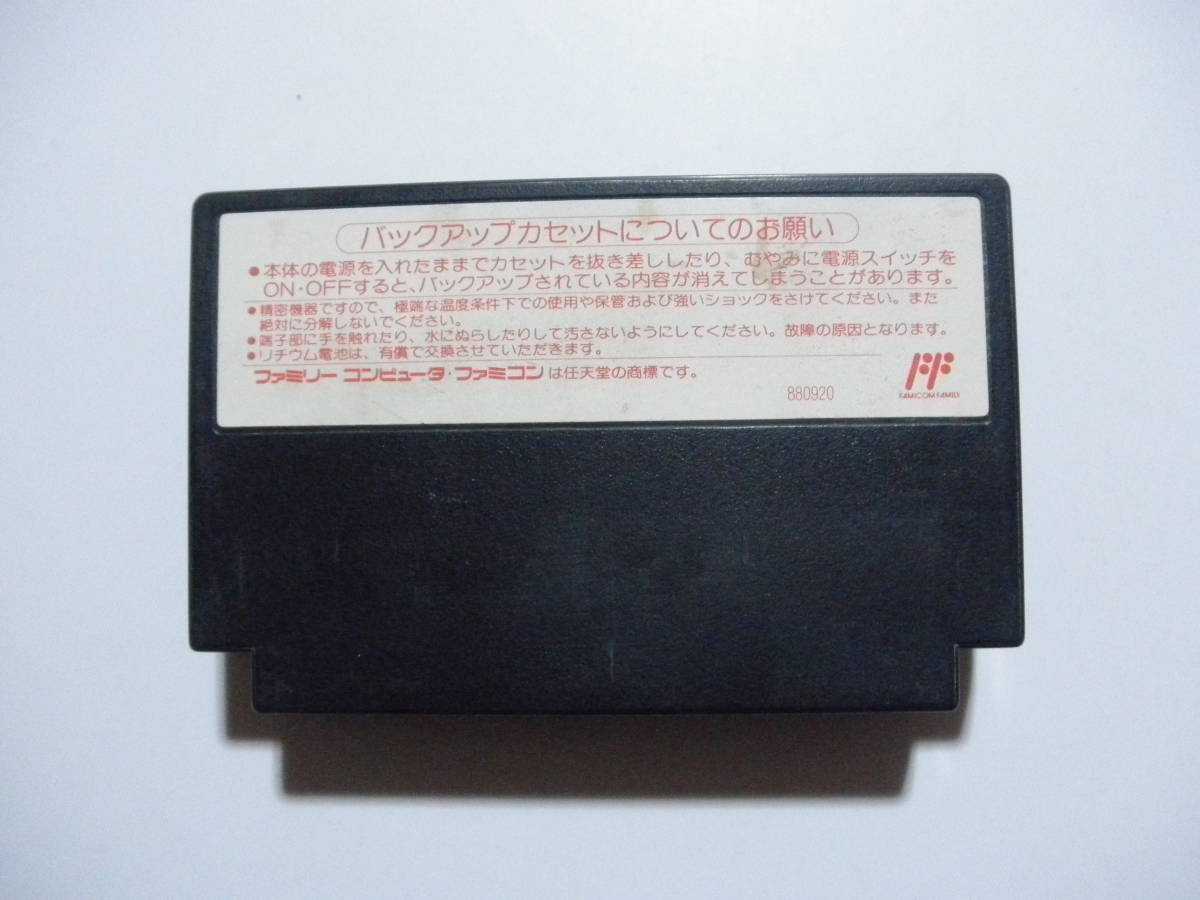 バックアップカセットについてのお願い
●本体の電源を入れたままでカセットを抜き差ししたり、むやみに電源スイッチを
ON・OFFすると、バックアップされている内容が消えてしまうことがあります。
●精密機器ですので、極端な温度条件下での使用や保管および強いショックをさけてください。また
絶対に分解しないでください。
●端子部に手を触れたり、水にぬらしたりして汚さないようにしてください。故障の原因となります。
●リチウム電池は、有償で交換させていただきます。
ファミリーコンピュータ・ファミコンは任天堂の商標です。
880920
FAMICOM FAMILY